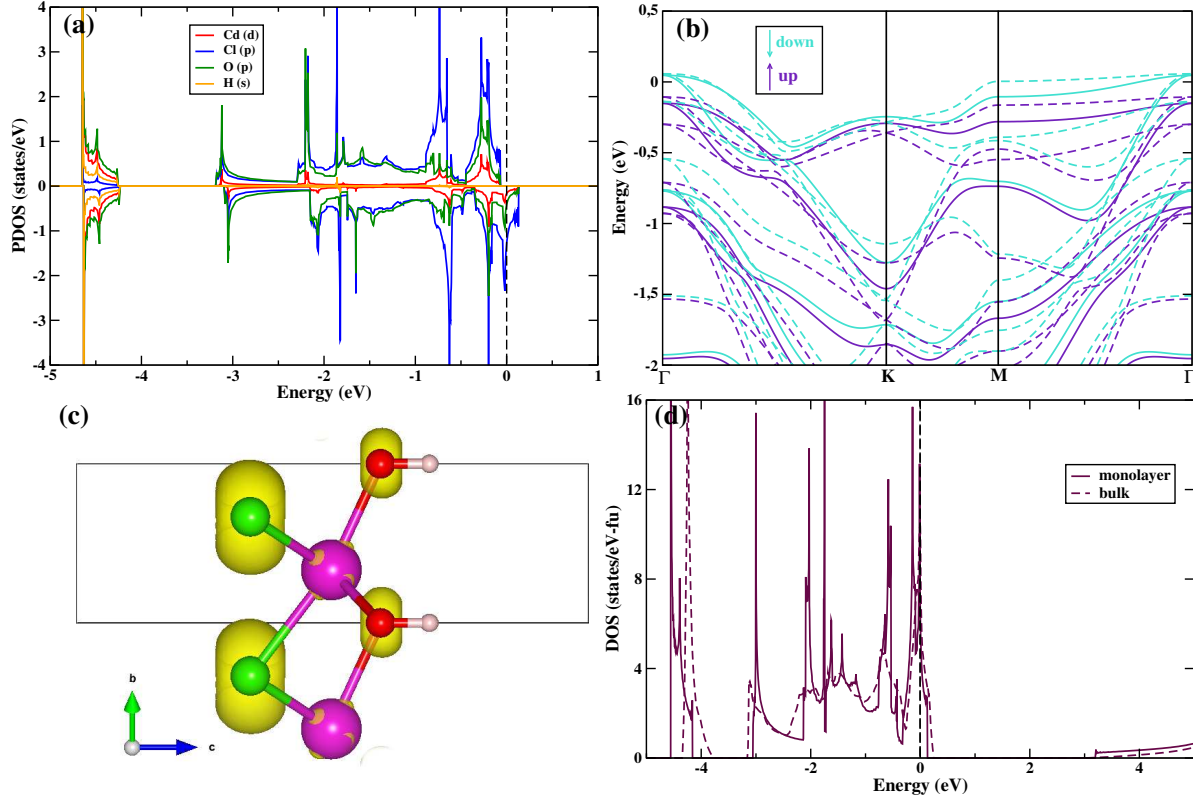 (a)
4
3
2
1
0
-1
-2
-3
-4
PDOS (states/eV)
Cd (d)
Cl (p)
O (p)
H (s)
-5
-4
-3
-2
-1
0
1
Energy (eV)
(b)
0,5
0
-0,5
-1
-1,5
-2
Energy (eV)
down
up
Γ
K
M
Γ
(c)
b
c
(d)
16
12
8
4
0
DOS (states/eV-fu)
monolayer
bulk
-4
-2
0
2
4
Energy (eV)